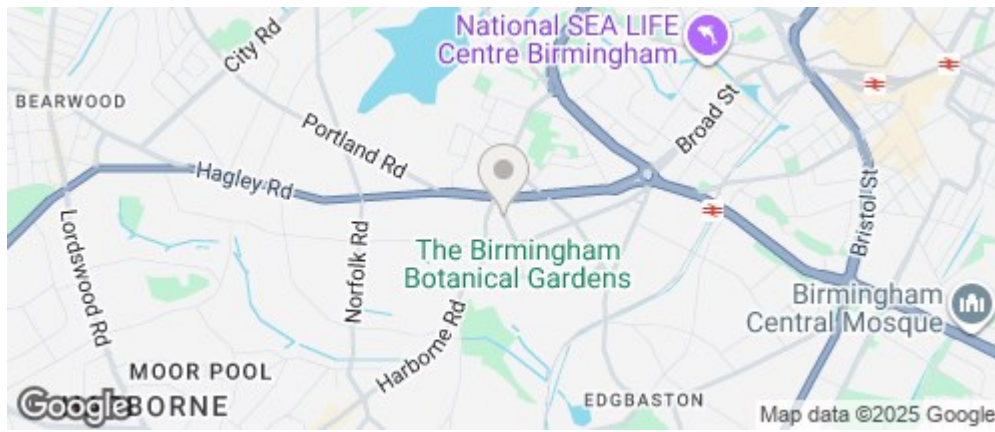 National SEA LIFE
Centre Birmingham
City Rd
BEARWOOD
Broad St
Portland Rd
Hagley Rd
Bristol St
Lordswood Rd
Norfolk Rd
The Birmingham
Botanical Gardens
Birmingham
Central Mosque
Harborne Rd
MOOR POOL
EDGBASTON
Google
BORNE
Map data ©2025 Google